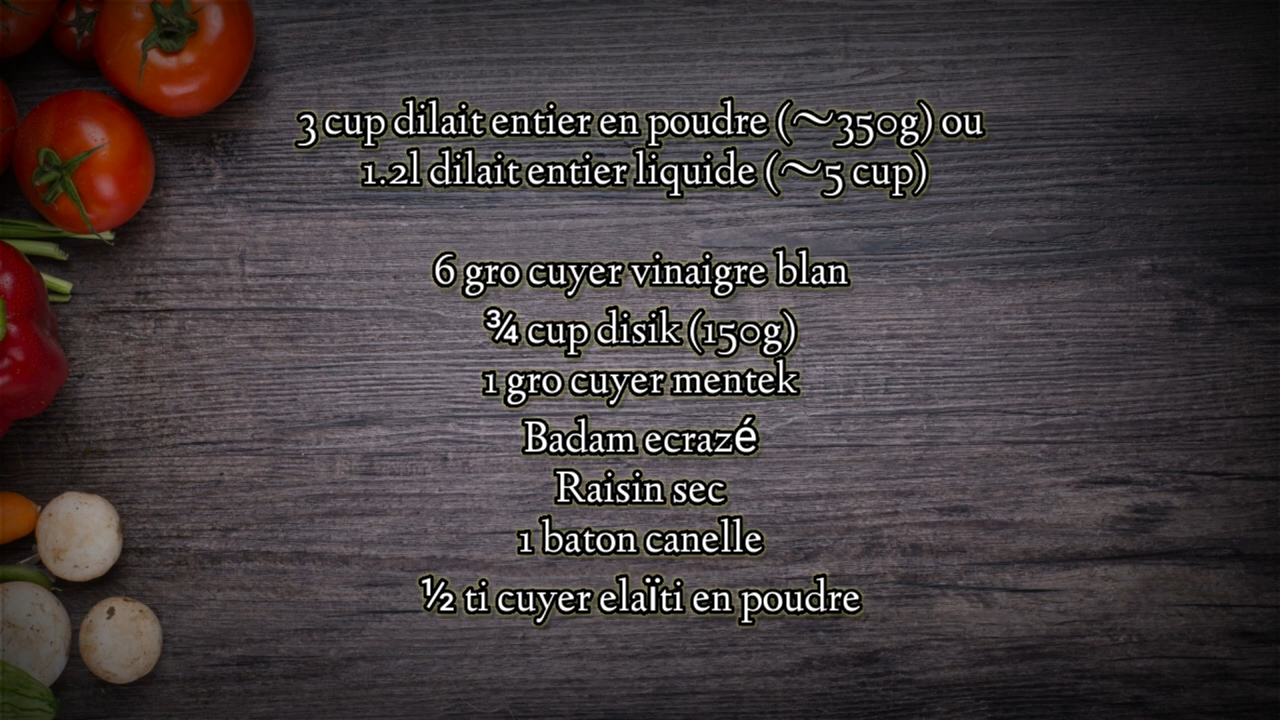 3 cup dilait entier en poudre (~350g) ou
1.2l dilait entier liquide (~5 cup)
6 gro cuyer vinaigre blan
¾ cup disik (150g)
1 gro cuyer mentek
Badam ecrazé
Raisin sec
1 baton canelle
½ ti cuyer elaïti en poudre